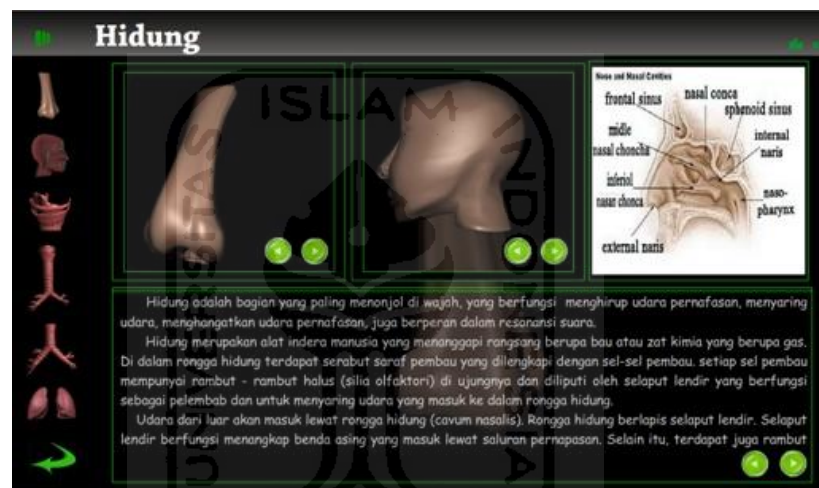 Hidung
Nose and Nasal Cavities
frontal sinus
nasal conca
sphenoid sinus
midle
nasal choncha
internal
naris
inferiol
nasar chonca
naso-
pharynx
external naris
Hidung adalah bagian yang paling menonjol di wajah, yang berfungsi menghirup udara pernafasan, menyaring
udara, menghangatkan udara pernafasan, juga berperan dalam resonansi suara.
Hidung merupakan alat indera manusia yang menanggapi rangsang berupa bau atau zat kimia yang berupa gas.
Di dalam rongga hidung terdapat serabut saraf pembau yang dilengkapi dengan sel-sel pembau. setiap sel pembau
mempunyai rambut - rambut halus (silia olfaktori) di ujungnya dan diliputi oleh selaput lendir yang berfungsi
sebagai pelembab dan untuk menyaring udara yang masuk ke dalam rongga hidung.
Udara dari luar akan masuk lewat rongga hidung (cavum nasalis). Rongga hidung berlapis selaput lendir. Selaput
lendir berfungsi menangkap benda asing yang masuk lewat saluran pernapasan. Selain itu, terdapat juga rambut
ISLAM
UNIVERSITAS
INDON
A